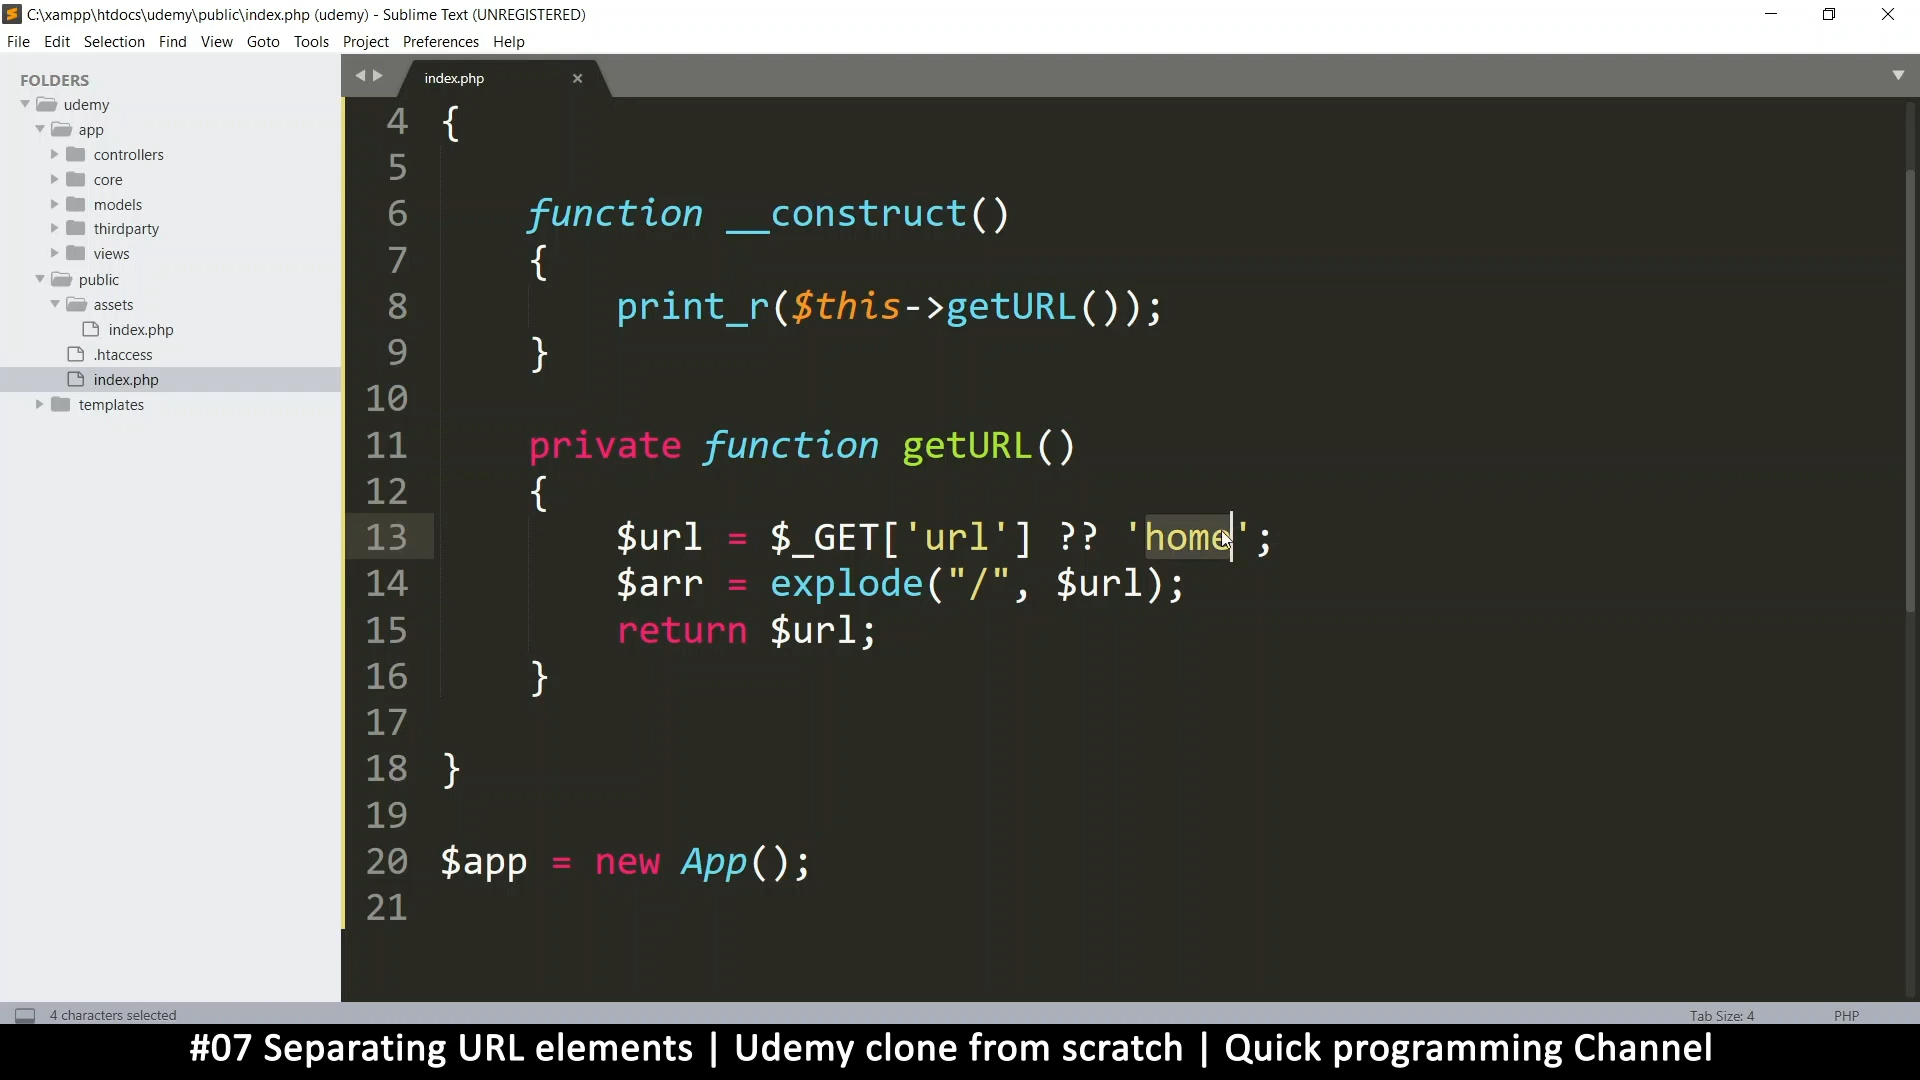 C:\xampp\htdocs\udemy\public\index.php (udemy) - Sublime Text (UNREGISTERED)
File Edit Selection Find View Goto Tools Project Preferences Help
FOLDERS
udemy
app
controllers
core
models
thirdparty
views
public
assets
index.php
.htaccess
index.php
templates
index.php
4 {
5
6 function __construct()
7 {
8 print_r($this->getURL());
9 }
10
11 private function getURL()
12 {
13 $url = $_GET['url'] ?? 'home';
14 $arr = explode("/", $url);
15 return $url;
16 }
17
18 }
19
20 $app = new App();
21
4 characters selected
Tab Size: 4 PHP
#07 Separating URL elements | Udemy clone from scratch | Quick programming Channel